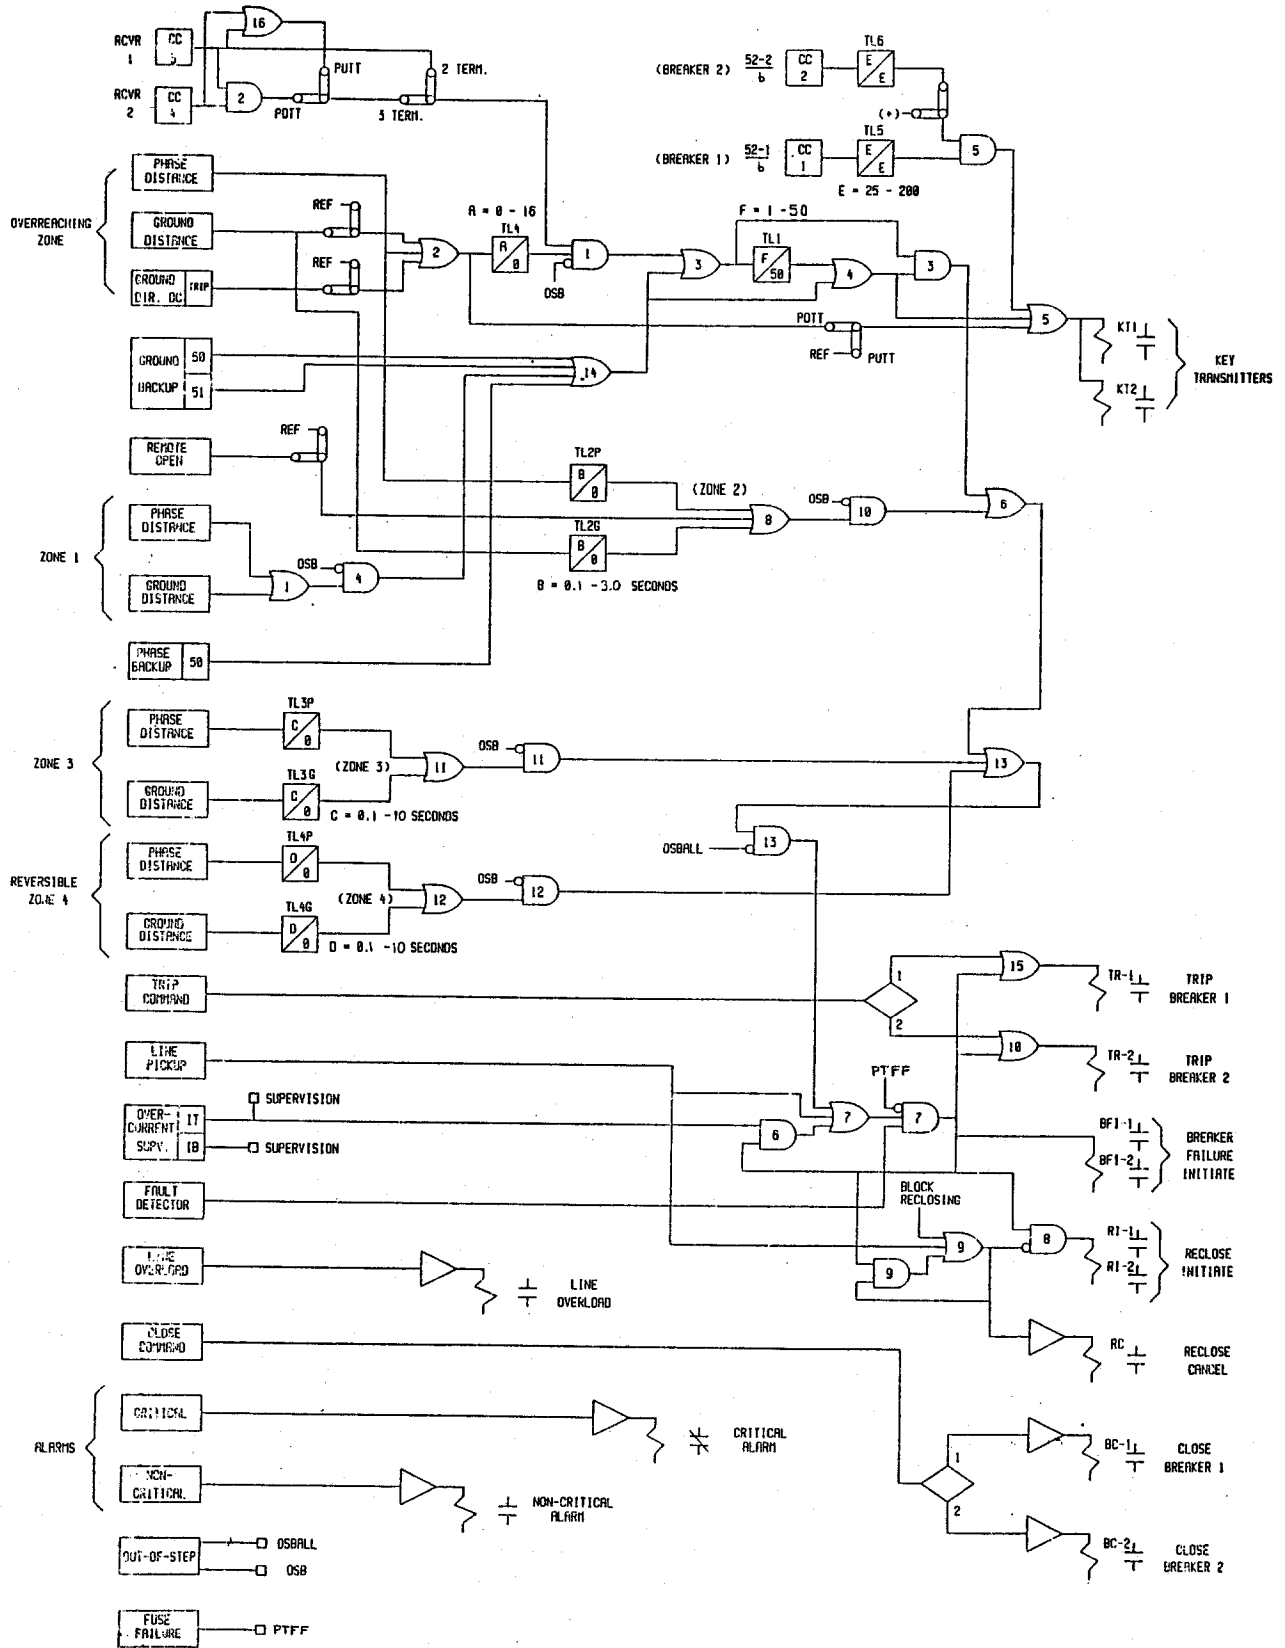 16
RCVR
1
CC
PUTT
2 TERM.
RCVR
2
CC
4
2
POTT
3 TERM.
(BREAKER 2)
52-2
b
CC
2
TL6
E
E
(+)
(BREAKER 1)
52-1
b
CC
1
TL5
E
E
5
E = 25 - 200
OVERREACHING
ZONE
PHASE
DISTANCE
GROUND
DISTANCE
GROUND
DIR. OC
TRIP
REF
REF
2
A = 0 - 16
TL4
A
0
1
OSB
3
F = 1 - 50
TL1
F
50
4
3
POTT
REF
PUTT
5
KT1
KT2
KEY
TRANSMITTERS
GROUND
BACKUP
50
51
14
REMOTE
OPEN
REF
TL2P
B
0
(ZONE 2)
TL2G
B
0
B = 0.1 - 3.0 SECONDS
8
OSB
10
6
ZONE 1
PHASE
DISTANCE
GROUND
DISTANCE
1
OSB
4
PHASE
BACKUP
50
ZONE 3
PHASE
DISTANCE
GROUND
DISTANCE
TL3P
C
0
(ZONE 3)
TL3G
C
0
C = 0.1 - 10 SECONDS
11
OSB
11
13
OSBALL
13
REVERSIBLE
ZONE 4
PHASE
DISTANCE
GROUND
DISTANCE
TL4P
D
0
(ZONE 4)
TL4G
D
0
D = 0.1 - 10 SECONDS
12
OSB
12
TRIP
COMMAND
1
2
15
TR-1
TRIP
BREAKER 1
10
TR-2
TRIP
BREAKER 2
LINE
PICKUP
OVER-
CURRENT
SUPV.
IT
IB
SUPERVISION
SUPERVISION
6
7
PTFF
7
BFI-1
BFI-2
BREAKER
FAILURE
INITIATE
FAULT
DETECTOR
BLOCK
RECLOSING
9
9
8
RI-1
RI-2
RECLOSE
INITIATE
LINE
OVERLOAD
LINE
OVERLOAD
RC
RECLOSE
CANCEL
CLOSE
COMMAND
1
2
BC-1
CLOSE
BREAKER 1
BC-2
CLOSE
BREAKER 2
ALARMS
CRITICAL
CRITICAL
ALARM
NON-
CRITICAL
NON-CRITICAL
ALARM
OUT-OF-STEP
OSBALL
OSB
FUSE
FAILURE
PTFF